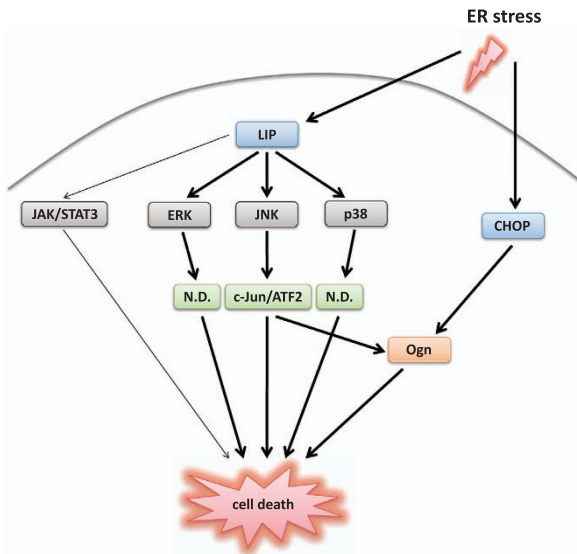 ER stress
LIP
JAK/STAT3
ERK
JNK
p38
CHOP
N.D.
c-Jun/ATF2
N.D.
Ogn
cell death